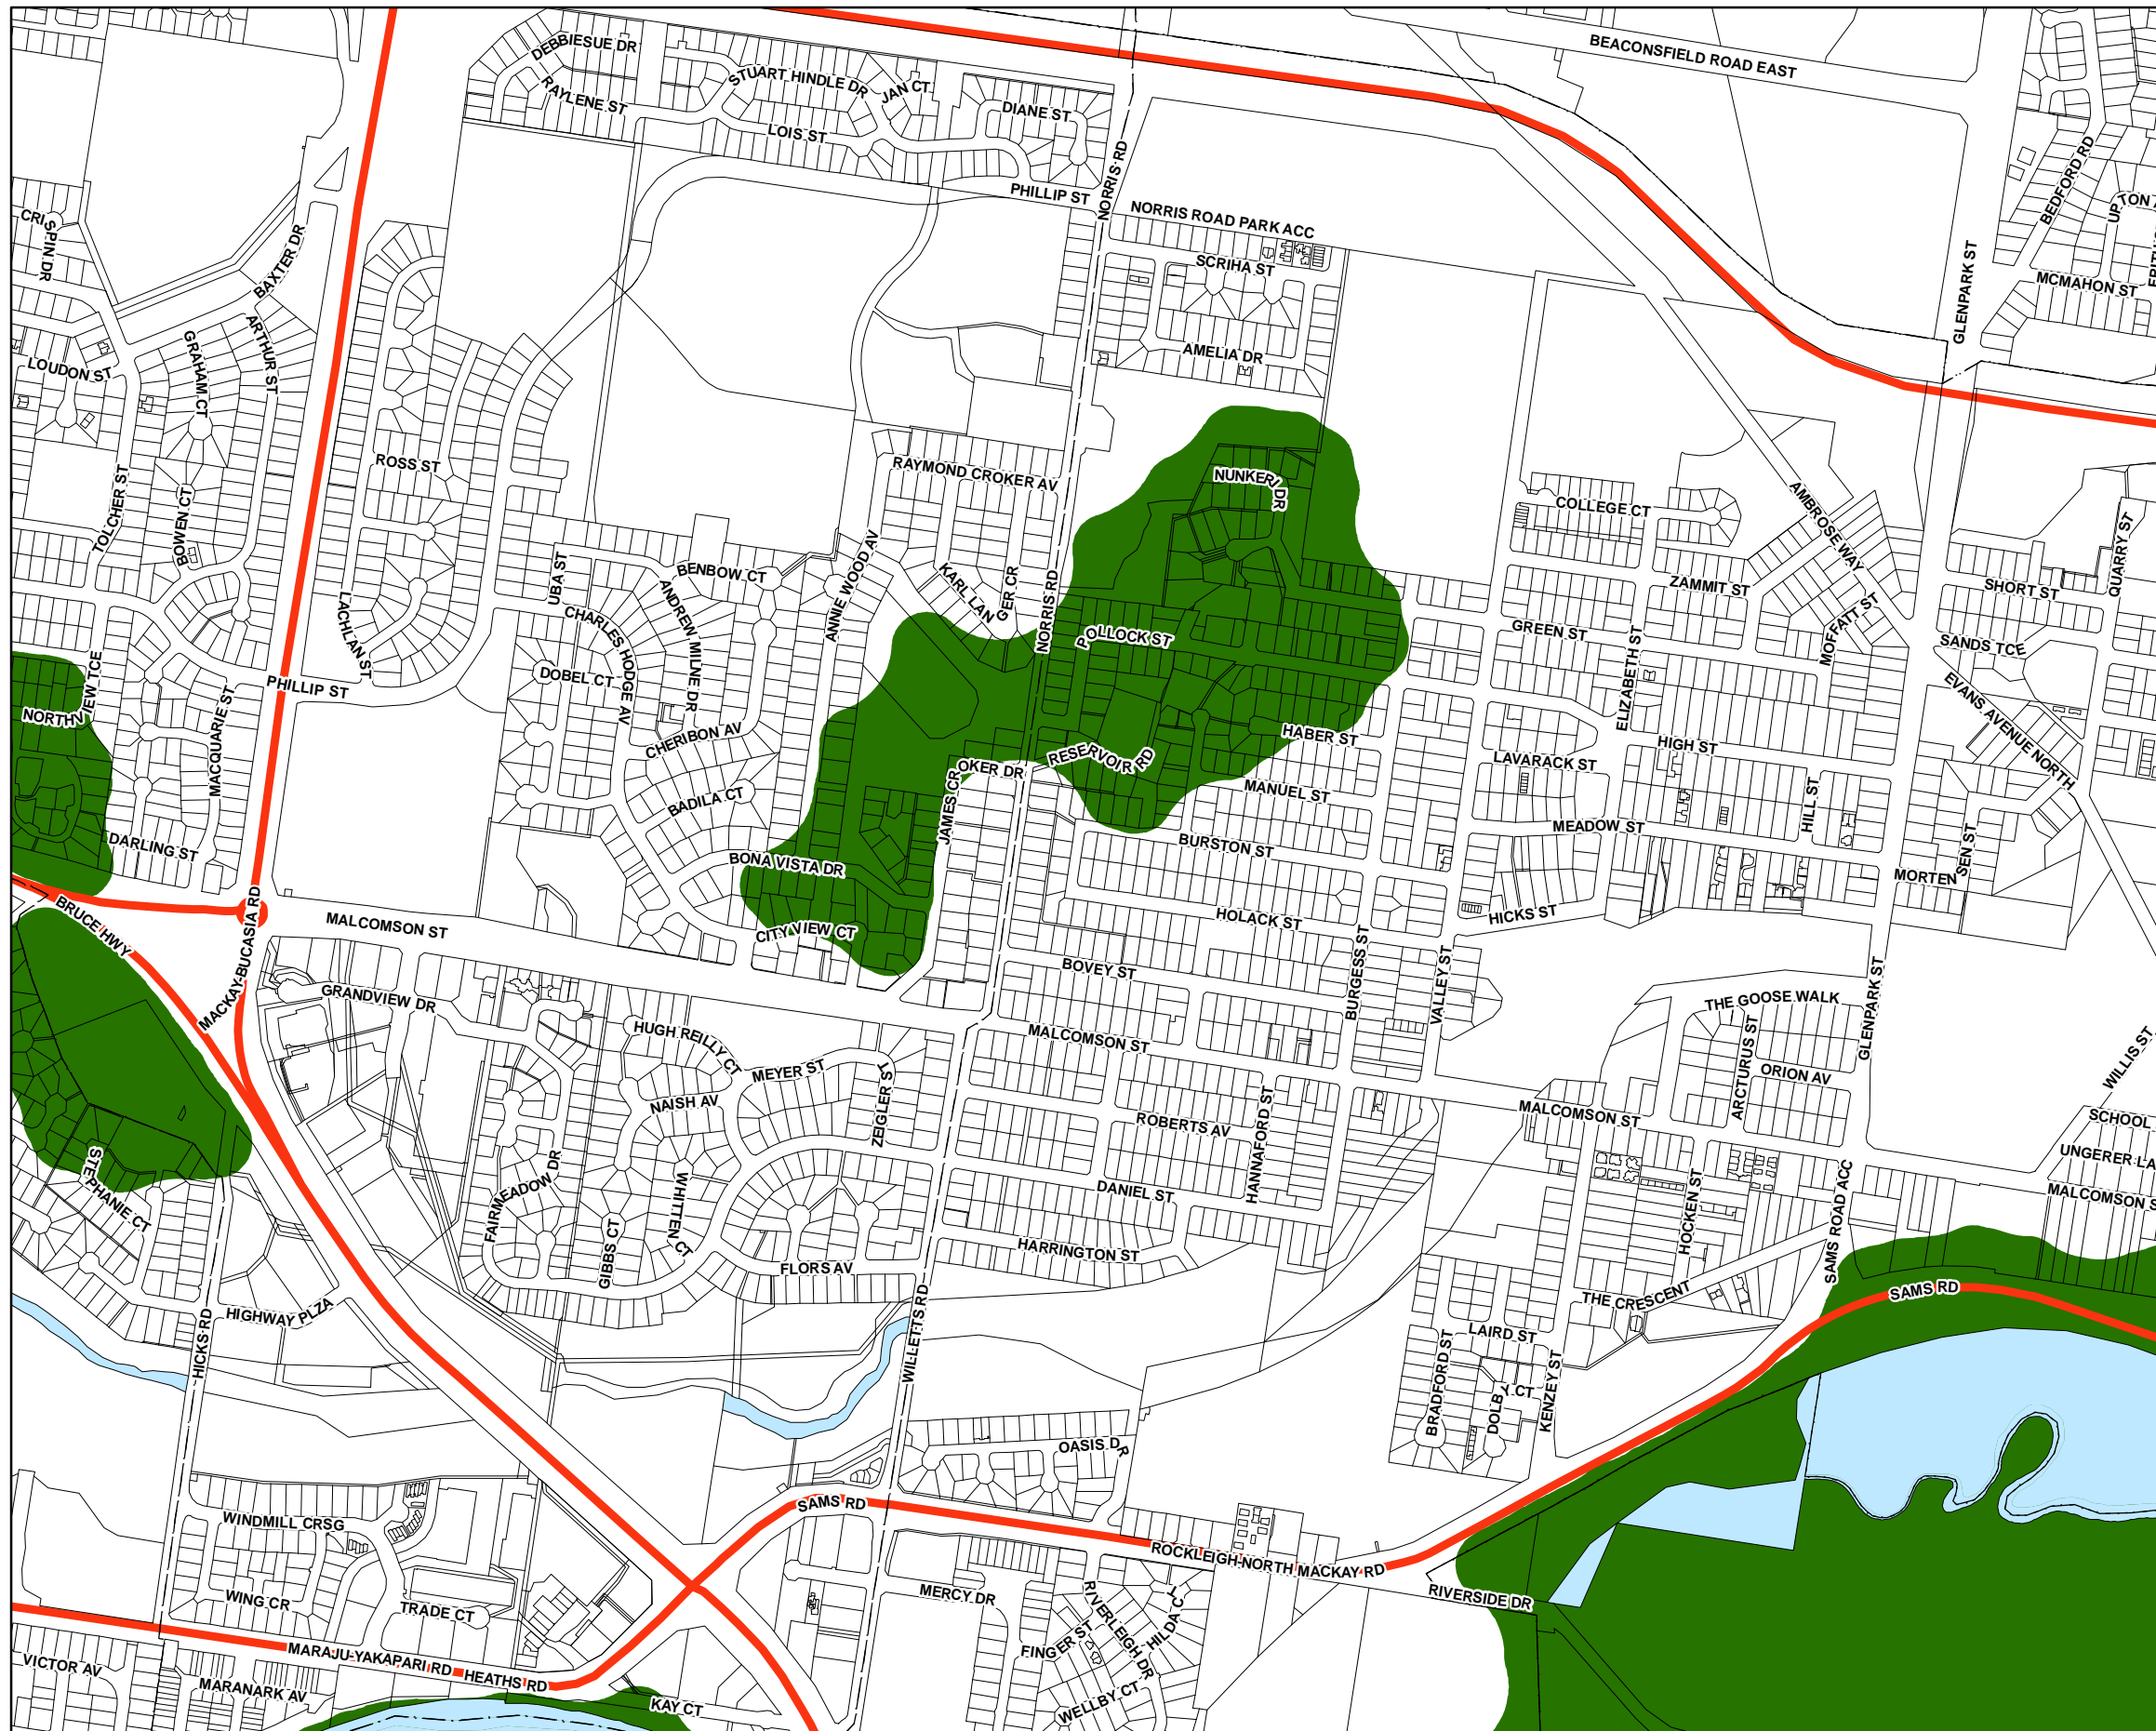 BEACONSFIELD ROAD EAST
DEBBIESUE DR
STUART HINDLE DR
JAN CT
RAYLENE ST
DIANE ST
LOIS ST
NORRIS RD
BEDFORD RD
PHILLIP ST
NORRIS ROAD PARK ACC
CRISPIN DR
BAXTER DR
SCRIHA ST
GLENPARK ST
MCMAHON ST
ARTHUR ST
GRAHAM CT
LOUDON ST
AMELIA DR
ROSS ST
RAYMOND CROKER AV
NUNKERI DR
TOLCHER ST
BOWEN CT
COLLEGE CT
AMBROSE WAY
QUARRY ST
UBA ST
BENBOW CT
ANNIE WOOD AV
KARL LANGER CR
NORRIS RD
ZAMMIT ST
SHORT ST
LACHLAN ST
CHARLES HODGE AV
ANDREW MILNE DR
POLLOCK ST
GREEN ST
ELIZABETH ST
MOFFATT ST
SANDS TCE
NORTHVIEW TCE
PHILLIP ST
MACQUARIE ST
DOBEL CT
CHERIBON AV
EVANS AVENUE NORTH
HABER ST
HIGH ST
RESERVOIR RD
JAMES CROKER DR
LAVARACK ST
BADILA CT
MANUEL ST
HILL ST
DARLING ST
BONA VISTA DR
BURSTON ST
MEADOW ST
MORTENSEN ST
BRUCE HWY
MACKAY-BUCASIA RD
MALCOMSON ST
CITY VIEW CT
HOLACK ST
HICKS ST
BURGESS ST
VALLEY ST
BOVEY ST
GRANDVIEW DR
HUGH REILLY CT
THE GOOSE WALK
GLENPARK ST
MALCOMSON ST
MEYER ST
ZEIGLER ST
ARCTURUS ST
ORION AV
WILLIS ST
NAISH AV
ROBERTS AV
HANNAFORD ST
MALCOMSON ST
SCHOOL
UNGERER LA
STEPHANIE CT
FAIRMEADOW DR
WHITTEN CT
GIBBS CT
DANIEL ST
HOCKEN ST
SAMS ROAD ACC
MALCOMSON S
HARRINGTON ST
FLORS AV
THE CRESCENT
SAMS RD
HIGHWAY PLZA
HICKS RD
WILLETTS RD
LAIRD ST
BRADFORD ST
DOLBY CT
KENZEY ST
OASIS DR
SAMS RD
WINDMILL CRSG
ROCKLEIGH-NORTH MACKAY RD
WING CR
TRADE CT
MERCY DR
RIVERLEIGH DR
HILDA CT
RIVERSIDE DR
FINGER ST
MARAJU-YAKAPARI RD
HEATHS RD
VICTOR AV
MARANARK AV
KAY CT
WELLBY CT